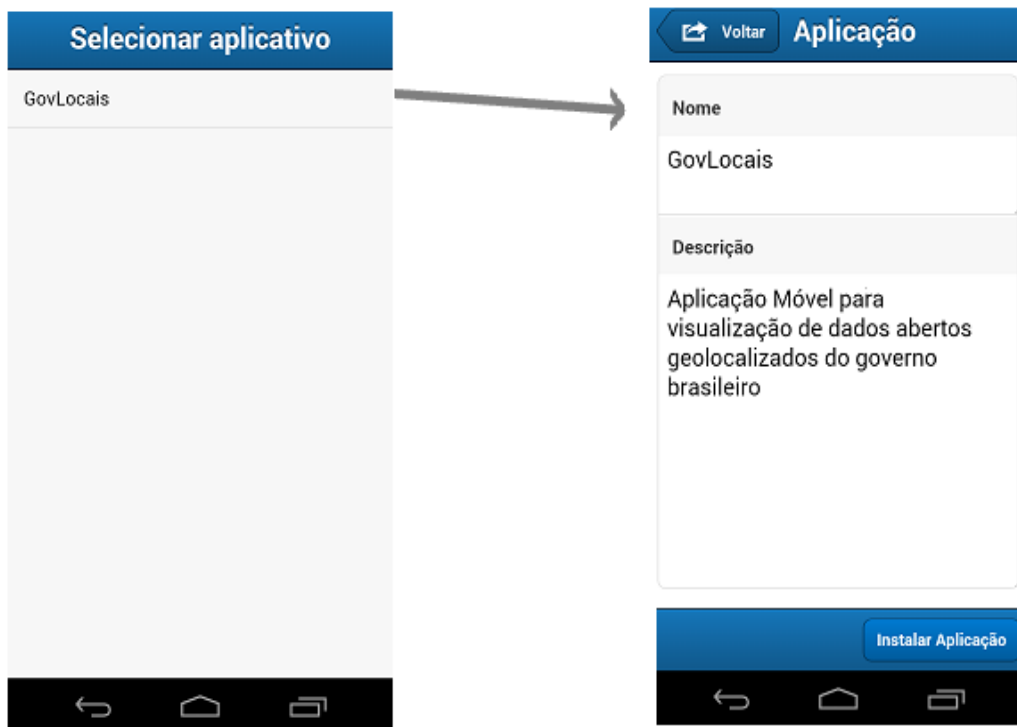 Selecionar aplicativo
GovLocais
Voltar
Aplicação
Nome
GovLocais
Descrição
Aplicação Móvel para
visualização de dados abertos
geolocalizados do governo
brasileiro
Instalar Aplicação